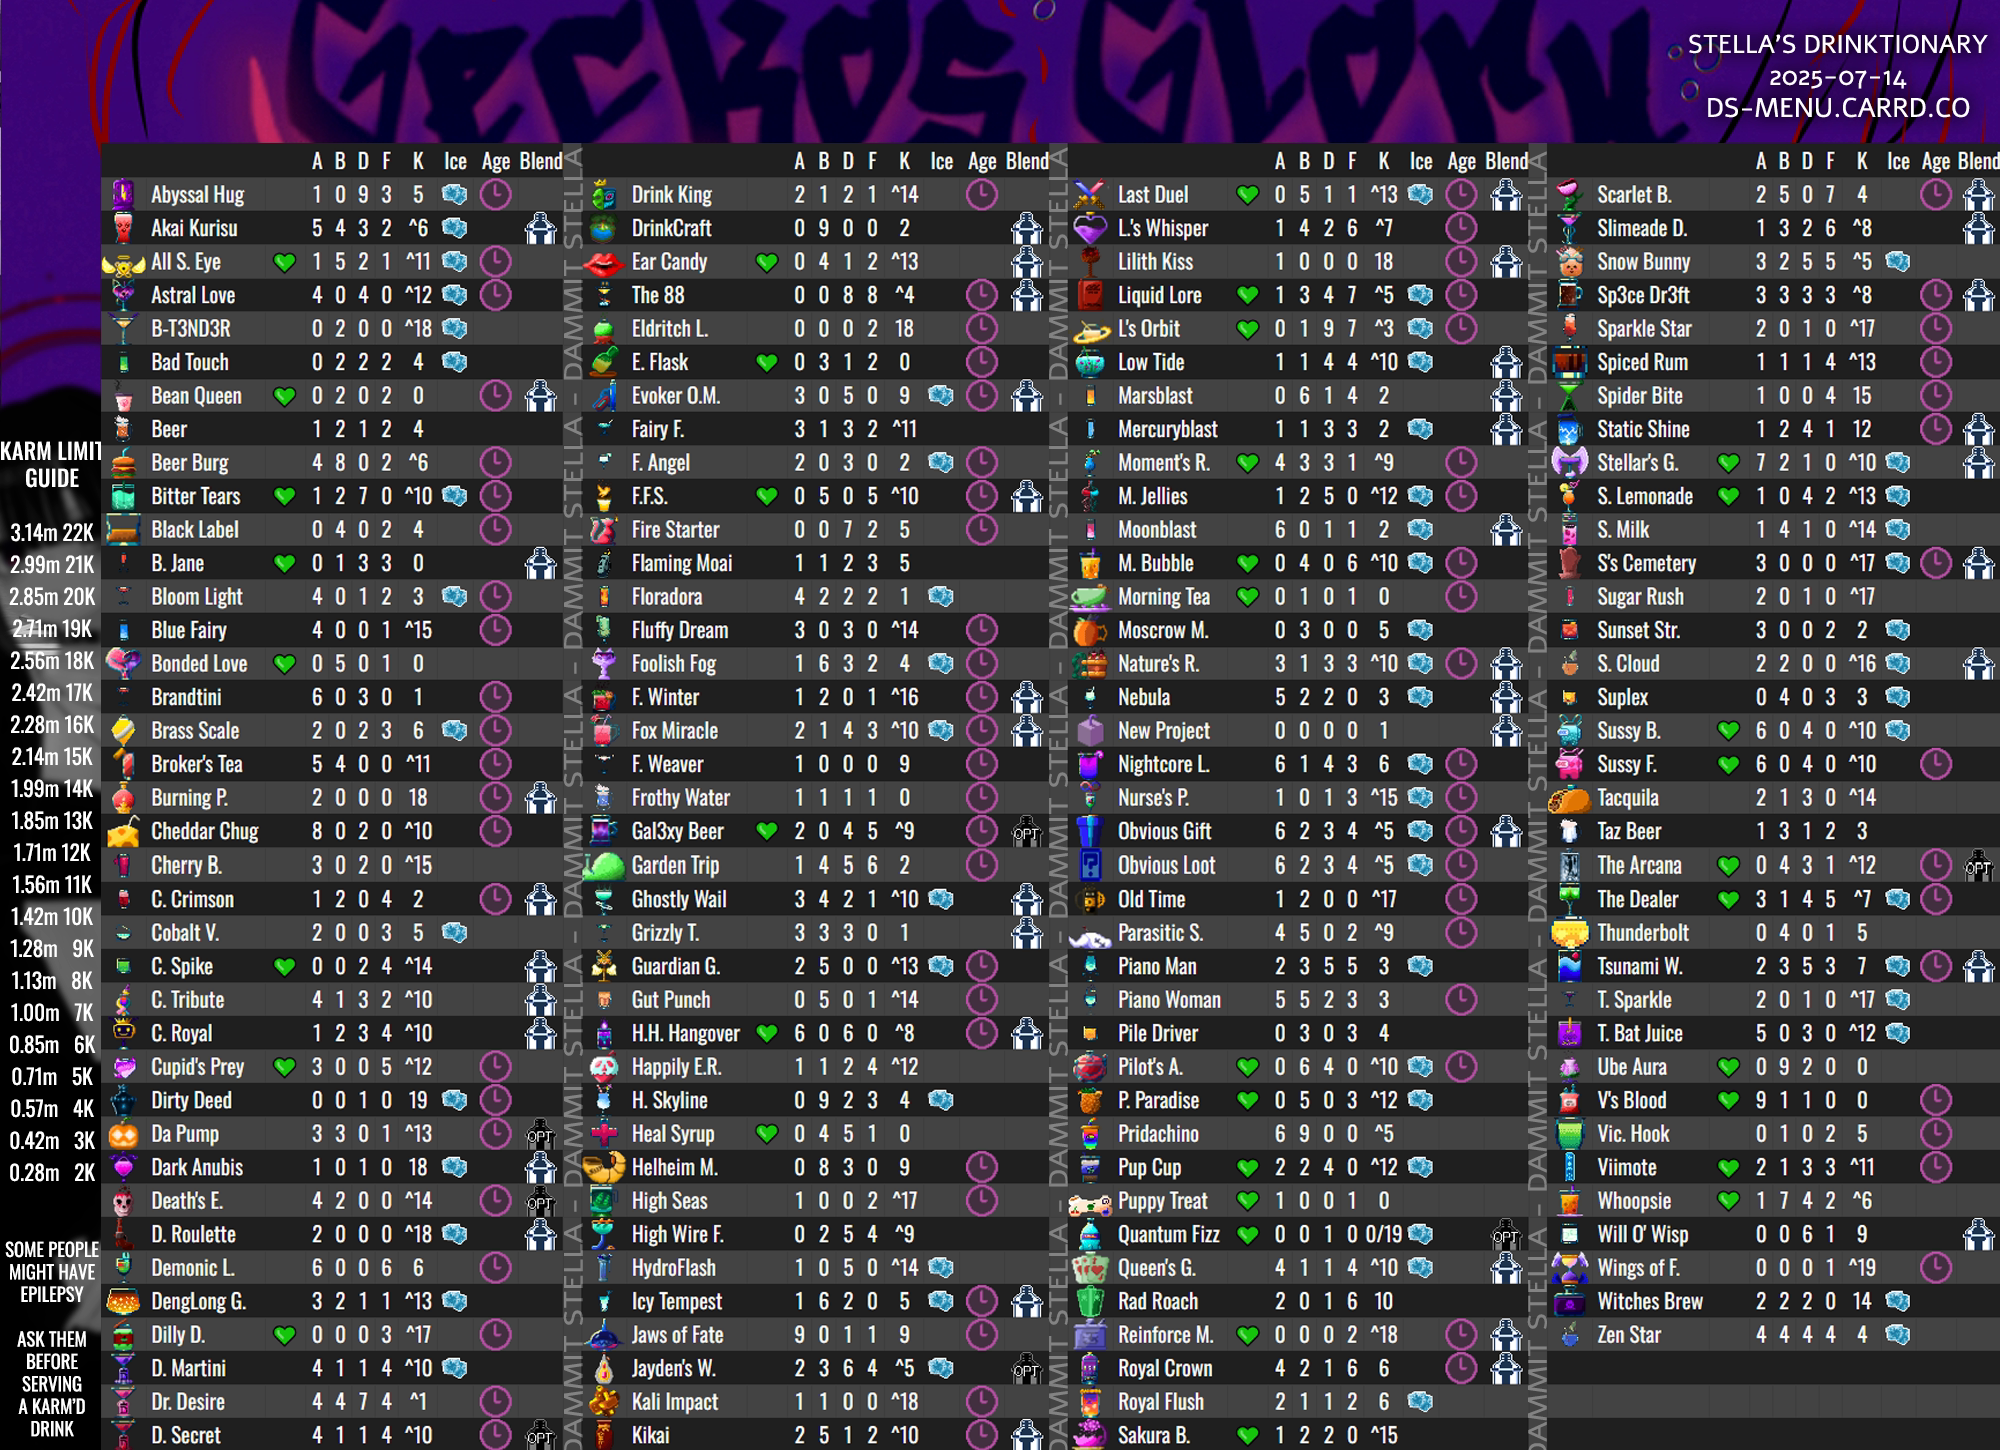 GECKOS GLORY
STELLA'S DRINKTIONARY
2025-07-14
DS-MENU.CARRD.CO
KARM LIMIT
GUIDE
3.14m 22K
2.99m 21K
2.85m 20K
2.71m 19K
2.56m 18K
2.42m 17K
2.28m 16K
2.14m 15K
1.99m 14K
1.85m 13K
1.71m 12K
1.56m 11K
1.42m 10K
1.28m 9K
1.13m 8K
1.00m 7K
0.85m 6K
0.71m 5K
0.57m 4K
0.42m 3K
0.28m 2K
SOME PEOPLE
MIGHT HAVE
EPILEPSY
ASK THEM
BEFORE
SERVING
A KARM'D
DRINK
A B D F K Ice Age Blend
Abyssal Hug 1 0 9 3 5
Akai Kurisu 5 4 3 2 ^6
All S. Eye 1 5 2 1 ^11
Astral Love 4 0 4 0 ^12
B-T3ND3R 0 2 0 0 ^18
Bad Touch 0 2 2 2 4
Bean Queen 0 2 0 2 0
Beer 1 2 1 2 4
Beer Burg 4 8 0 2 ^6
Bitter Tears 1 2 7 0 ^10
Black Label 0 4 0 2 4
B. Jane 0 1 3 3 0
Bloom Light 4 0 1 2 3
Blue Fairy 4 0 0 1 ^15
Bonded Love 0 5 0 1 0
Brandtini 6 0 3 0 1
Brass Scale 2 0 2 3 6
Broker's Tea 5 4 0 0 ^11
Burning P. 2 0 0 0 18
Cheddar Chug 8 0 2 0 ^10
Cherry B. 3 0 2 0 ^15
C. Crimson 1 2 0 4 2
Cobalt V. 2 0 0 3 5
C. Spike 0 0 2 4 ^14
C. Tribute 4 1 3 2 ^10
C. Royal 1 2 3 4 ^10
Cupid's Prey 3 0 0 5 ^12
Dirty Deed 0 0 1 0 19
Da Pump 3 3 0 1 ^13 OPT
Dark Anubis 1 0 1 0 18
Death's E. 4 2 0 0 ^14 OPT
D. Roulette 2 0 0 0 ^18
Demonic L. 6 0 0 6 6
DengLong G. 3 2 1 1 ^13
Dilly D. 0 0 0 3 ^17
D. Martini 4 1 1 4 ^10
Dr. Desire 4 4 7 4 ^1
D. Secret 4 1 1 4 ^10 OPT
DAMMIT STELLA - DAMMIT STELLA - DAMMIT STELLA - DAMMIT STELLA
A B D F K Ice Age Blend
Drink King 2 1 2 1 ^14
DrinkCraft 0 9 0 0 2
Ear Candy 0 4 1 2 ^13
The 88 0 0 8 8 ^4
Eldritch L. 0 0 0 2 18
E. Flask 0 3 1 2 0
Evoker O.M. 3 0 5 0 9
Fairy F. 3 1 3 2 ^11
F. Angel 2 0 3 0 2
F.F.S. 0 5 0 5 ^10
Fire Starter 0 0 7 2 5
Flaming Moai 1 1 2 3 5
Floradora 4 2 2 2 1
Fluffy Dream 3 0 3 0 ^14
Foolish Fog 1 6 3 2 4
F. Winter 1 2 0 1 ^16
Fox Miracle 2 1 4 3 ^10
F. Weaver 1 0 0 0 9
Frothy Water 1 1 1 1 0
Gal3xy Beer 2 0 4 5 ^9 OPT
Garden Trip 1 4 5 6 2
Ghostly Wail 3 4 2 1 ^10
Grizzly T. 3 3 3 0 1
Guardian G. 2 5 0 0 ^13
Gut Punch 0 5 0 1 ^14
H.H. Hangover 6 0 6 0 ^8
Happily E.R. 1 1 2 4 ^12
H. Skyline 0 9 2 3 4
Heal Syrup 0 4 5 1 0
Helheim M. 0 8 3 0 9
High Seas 1 0 0 2 ^17
High Wire F. 0 2 5 4 ^9
HydroFlash 1 0 5 0 ^14
Icy Tempest 1 6 2 0 5
Jaws of Fate 9 0 1 1 9
Jayden's W. 2 3 6 4 ^5 OPT
Kali Impact 1 1 0 0 ^18
Kikai 2 5 1 2 ^10
DAMMIT STELLA - DAMMIT STELLA - DAMMIT STELLA - DAMMIT STELLA
A B D F K Ice Age Blend
Last Duel 0 5 1 1 ^13
L.'s Whisper 1 4 2 6 ^7
Lilith Kiss 1 0 0 0 18
Liquid Lore 1 3 4 7 ^5
L's Orbit 0 1 9 7 ^3
Low Tide 1 1 4 4 ^10
Marsblast 0 6 1 4 2
Mercuryblast 1 1 3 3 2
Moment's R. 4 3 3 1 ^9
M. Jellies 1 2 5 0 ^12
Moonblast 6 0 1 1 2
M. Bubble 0 4 0 6 ^10
Morning Tea 0 1 0 1 0
Moscrow M. 0 3 0 0 5
Nature's R. 3 1 3 3 ^10
Nebula 5 2 2 0 3
New Project 0 0 0 0 1
Nightcore L. 6 1 4 3 6
Nurse's P. 1 0 1 3 ^15
Obvious Gift 6 2 3 4 ^5
Obvious Loot 6 2 3 4 ^5
Old Time 1 2 0 0 ^17
Parasitic S. 4 5 0 2 ^9
Piano Man 2 3 5 5 3
Piano Woman 5 5 2 3 3
Pile Driver 0 3 0 3 4
Pilot's A. 0 6 4 0 ^10
P. Paradise 0 5 0 3 ^12
Pridachino 6 9 0 0 ^5
Pup Cup 2 2 4 0 ^12
Puppy Treat 1 0 0 1 0
Quantum Fizz 0 0 1 0 0/19 OPT
Queen's G. 4 1 1 4 ^10
Rad Roach 2 0 1 6 10
Reinforce M. 0 0 0 2 ^18
Royal Crown 4 2 1 6 6
Royal Flush 2 1 1 2 6
Sakura B. 1 2 2 0 ^15
DAMMIT STELLA - DAMMIT STELLA - DAMMIT STELLA - DAMMIT STELLA
A B D F K Ice Age Blend
Scarlet B. 2 5 0 7 4
Slimeade D. 1 3 2 6 ^8
Snow Bunny 3 2 5 5 ^5
Sp3ce Dr3ft 3 3 3 3 ^8
Sparkle Star 2 0 1 0 ^17
Spiced Rum 1 1 1 4 ^13
Spider Bite 1 0 0 4 15
Static Shine 1 2 4 1 12
Stellar's G. 7 2 1 0 ^10
S. Lemonade 1 0 4 2 ^13
S. Milk 1 4 1 0 ^14
S's Cemetery 3 0 0 0 ^17
Sugar Rush 2 0 1 0 ^17
Sunset Str. 3 0 0 2 2
S. Cloud 2 2 0 0 ^16
Suplex 0 4 0 3 3
Sussy B. 6 0 4 0 ^10
Sussy F. 6 0 4 0 ^10
Tacquila 2 1 3 0 ^14
Taz Beer 1 3 1 2 3
The Arcana 0 4 3 1 ^12 OPT
The Dealer 3 1 4 5 ^7
Thunderbolt 0 4 0 1 5
Tsunami W. 2 3 5 3 7
T. Sparkle 2 0 1 0 ^17
T. Bat Juice 5 0 3 0 ^12
Ube Aura 0 9 2 0 0
V's Blood 9 1 1 0 0
Vic. Hook 0 1 0 2 5
Viimote 2 1 3 3 ^11
Whoopsie 1 7 4 2 ^6
Will O' Wisp 0 0 6 1 9
Wings of F. 0 0 0 1 ^19
Witches Brew 2 2 2 0 14
Zen Star 4 4 4 4 4